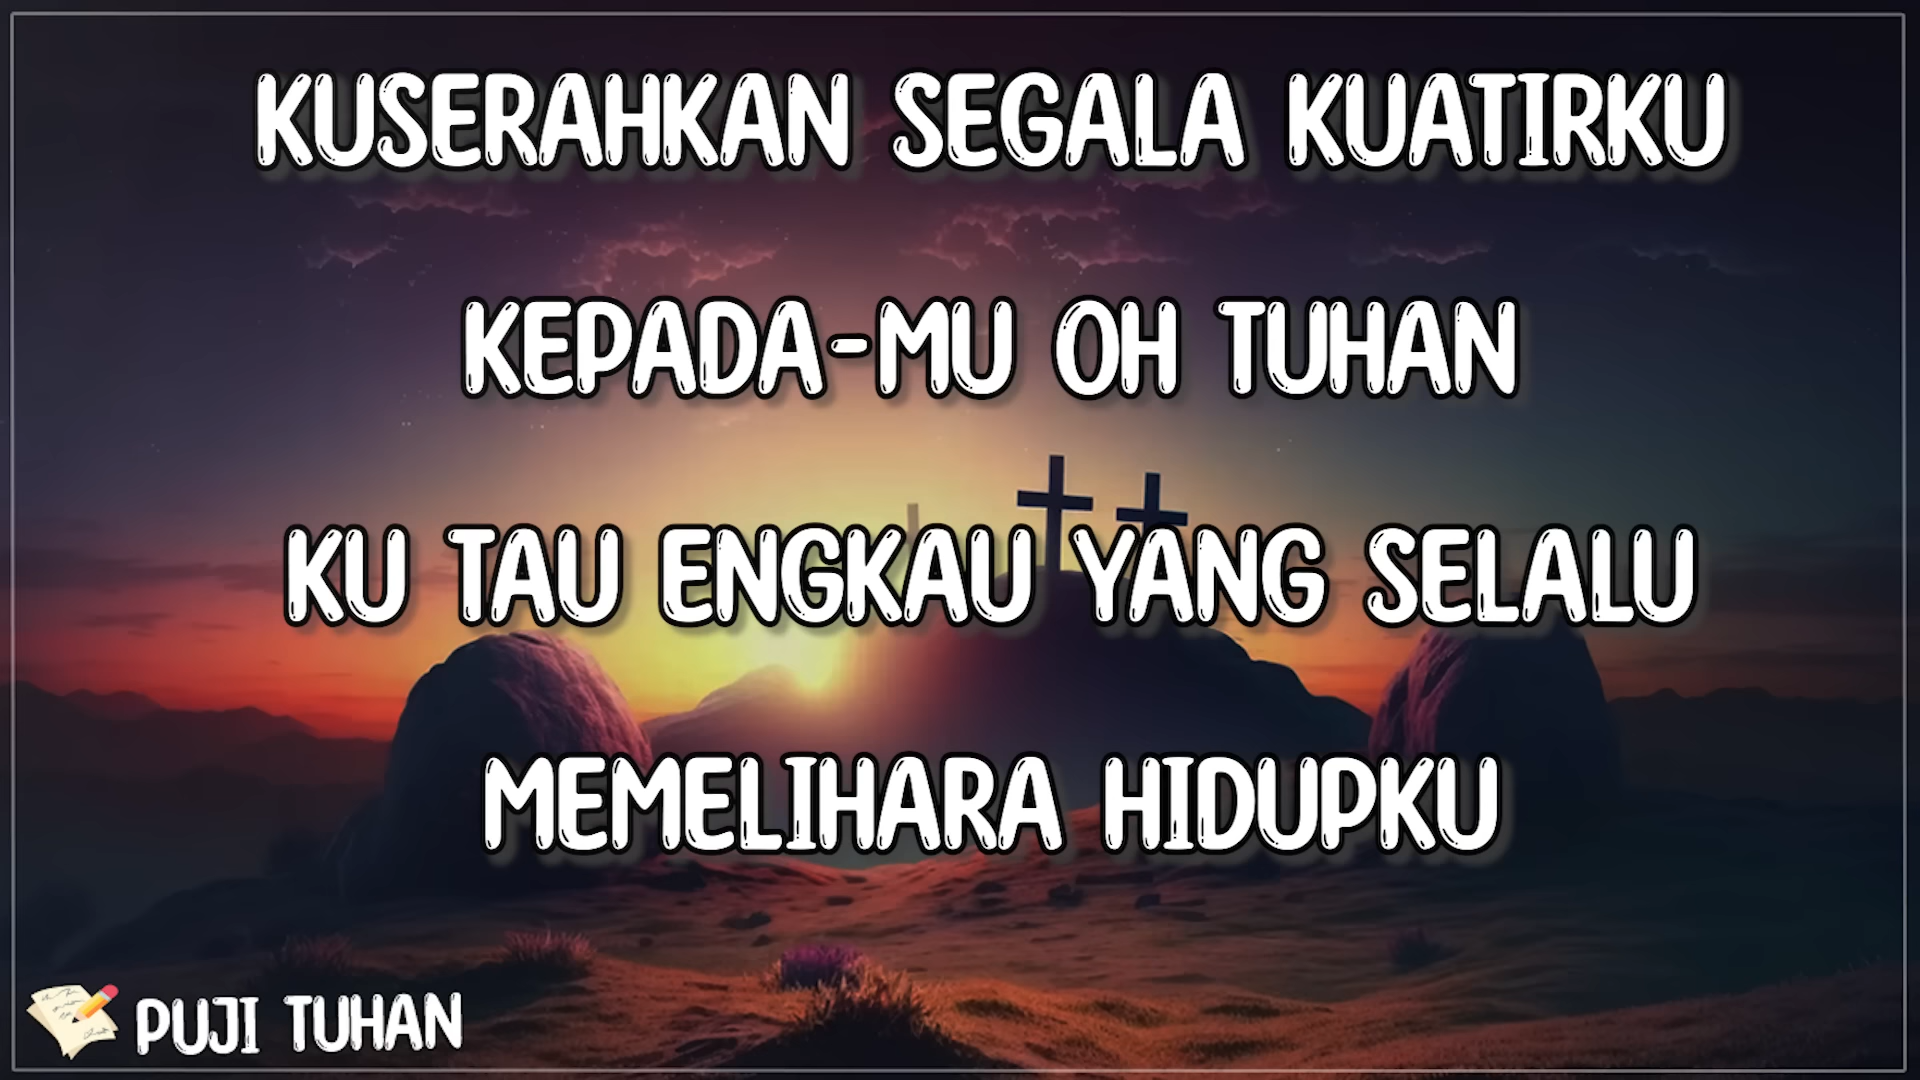 KUSERAHKAN SEGALA KUATIRKU
KEPADA-MU OH TUHAN
KU TAU ENGKAU YANG SELALU
MEMELIHARA HIDUPKU
PUJI TUHAN